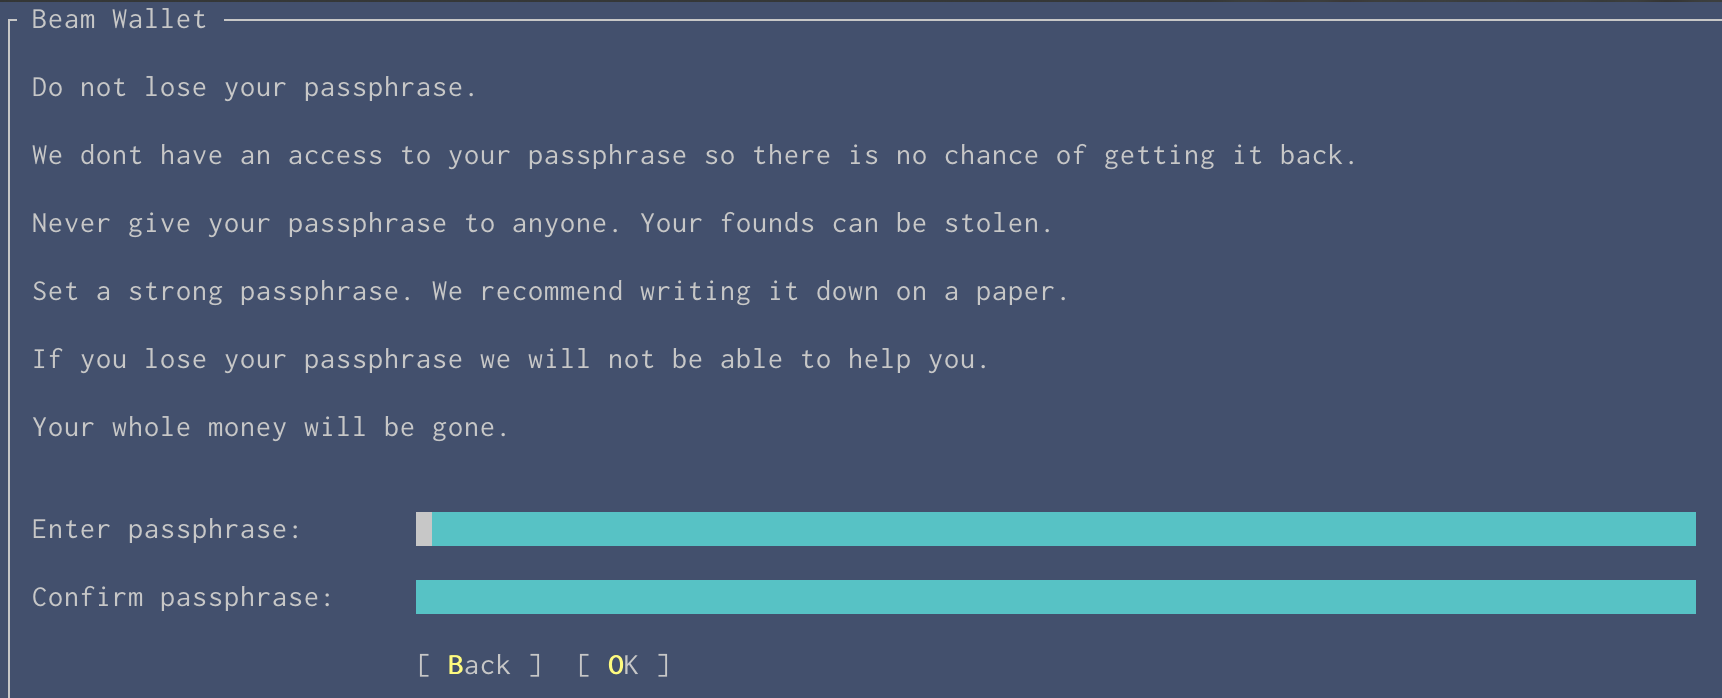 Beam Wallet
Do not lose your passphrase.
We dont have an access to your passphrase so there is no chance of getting it back.
Never give your passphrase to anyone. Your founds can be stolen.
Set a strong passphrase. We recommend writing it down on a paper.
If you lose your passphrase we will not be able to help you.
Your whole money will be gone.
Enter passphrase:
Confirm passphrase:
[ Back ] [ OK ]